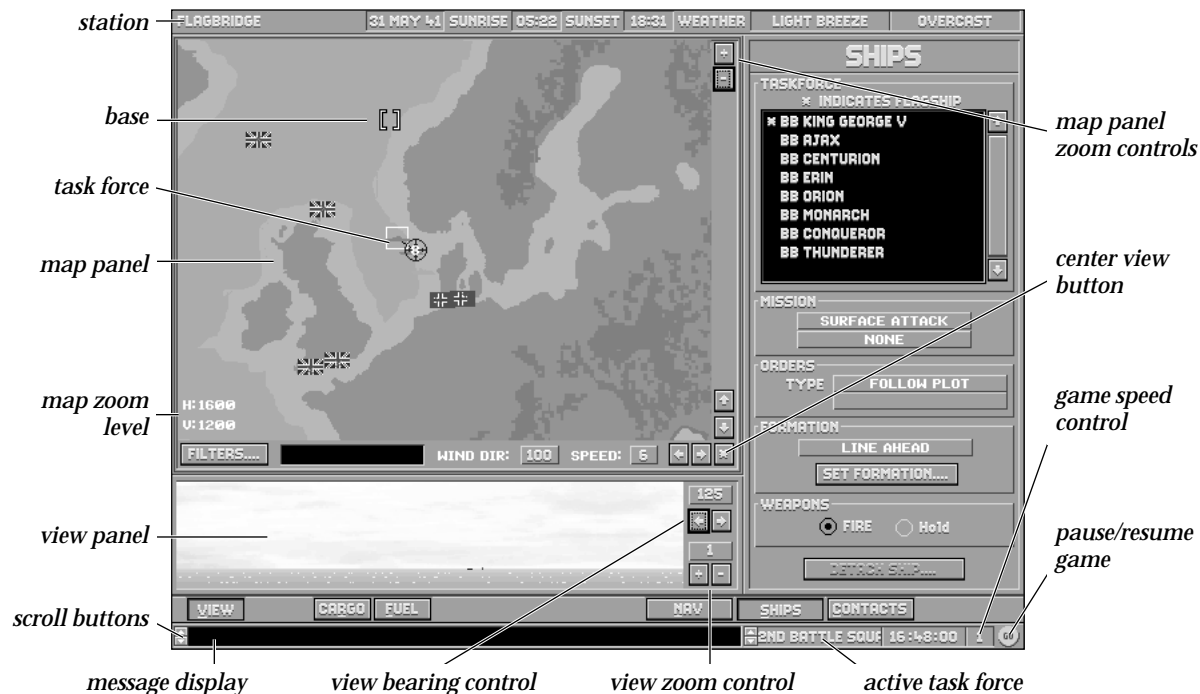 station
FLAGBRIDGE 31 MAY 41 SUNRISE 05:22 SUNSET 18:31 WEATHER LIGHT BREEZE OVERCAST
SHIPS
TASKFORCE
* INDICATES FLAGSHIP
* BB KING GEORGE V
BB AJAX
BB CENTURION
BB ERIN
BB ORION
BB MONARCH
BB CONQUEROR
BB THUNDERER
base
task force
map panel
map zoom
level
map panel
zoom controls
center view
button
MISSION
SURFACE ATTACK
NONE
ORDERS
TYPE FOLLOW PLOT
game speed
control
H:1600
V:1200
FORMATION
LINE AHEAD
FILTERS.... WIND DIR: 100 SPEED: 6
SET FORMATION....
125
WEAPONS
FIRE Hold
view panel
1
pause/resume
game
DETACH SHIP....
VIEW CARGO FUEL NAV SHIPS CONTACTS
scroll buttons
2ND BATTLE SQUA 16:48:00 1 GO
message display view bearing control view zoom control active task force